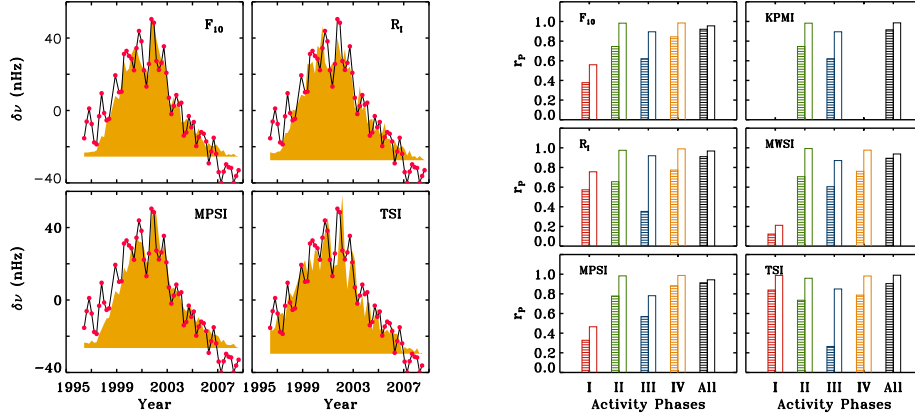 F10
RI
60
40
0
−40
δν (nHz)
MPSI
TSI
40
0
−40
δν (nHz)
1995 1999 2003 2007
1995 1999 2003 2007
Year
Year
F10
KPMI
1.0
0.8
0.6
0.4
0.2
0.0
rp
RI
MWSI
1.0
0.8
0.6
0.4
0.2
0.0
rp
MPSI
TSI
1.0
0.8
0.6
0.4
0.2
0.0
rp
I II III IV All
I II III IV All
Activity Phases
Activity Phases